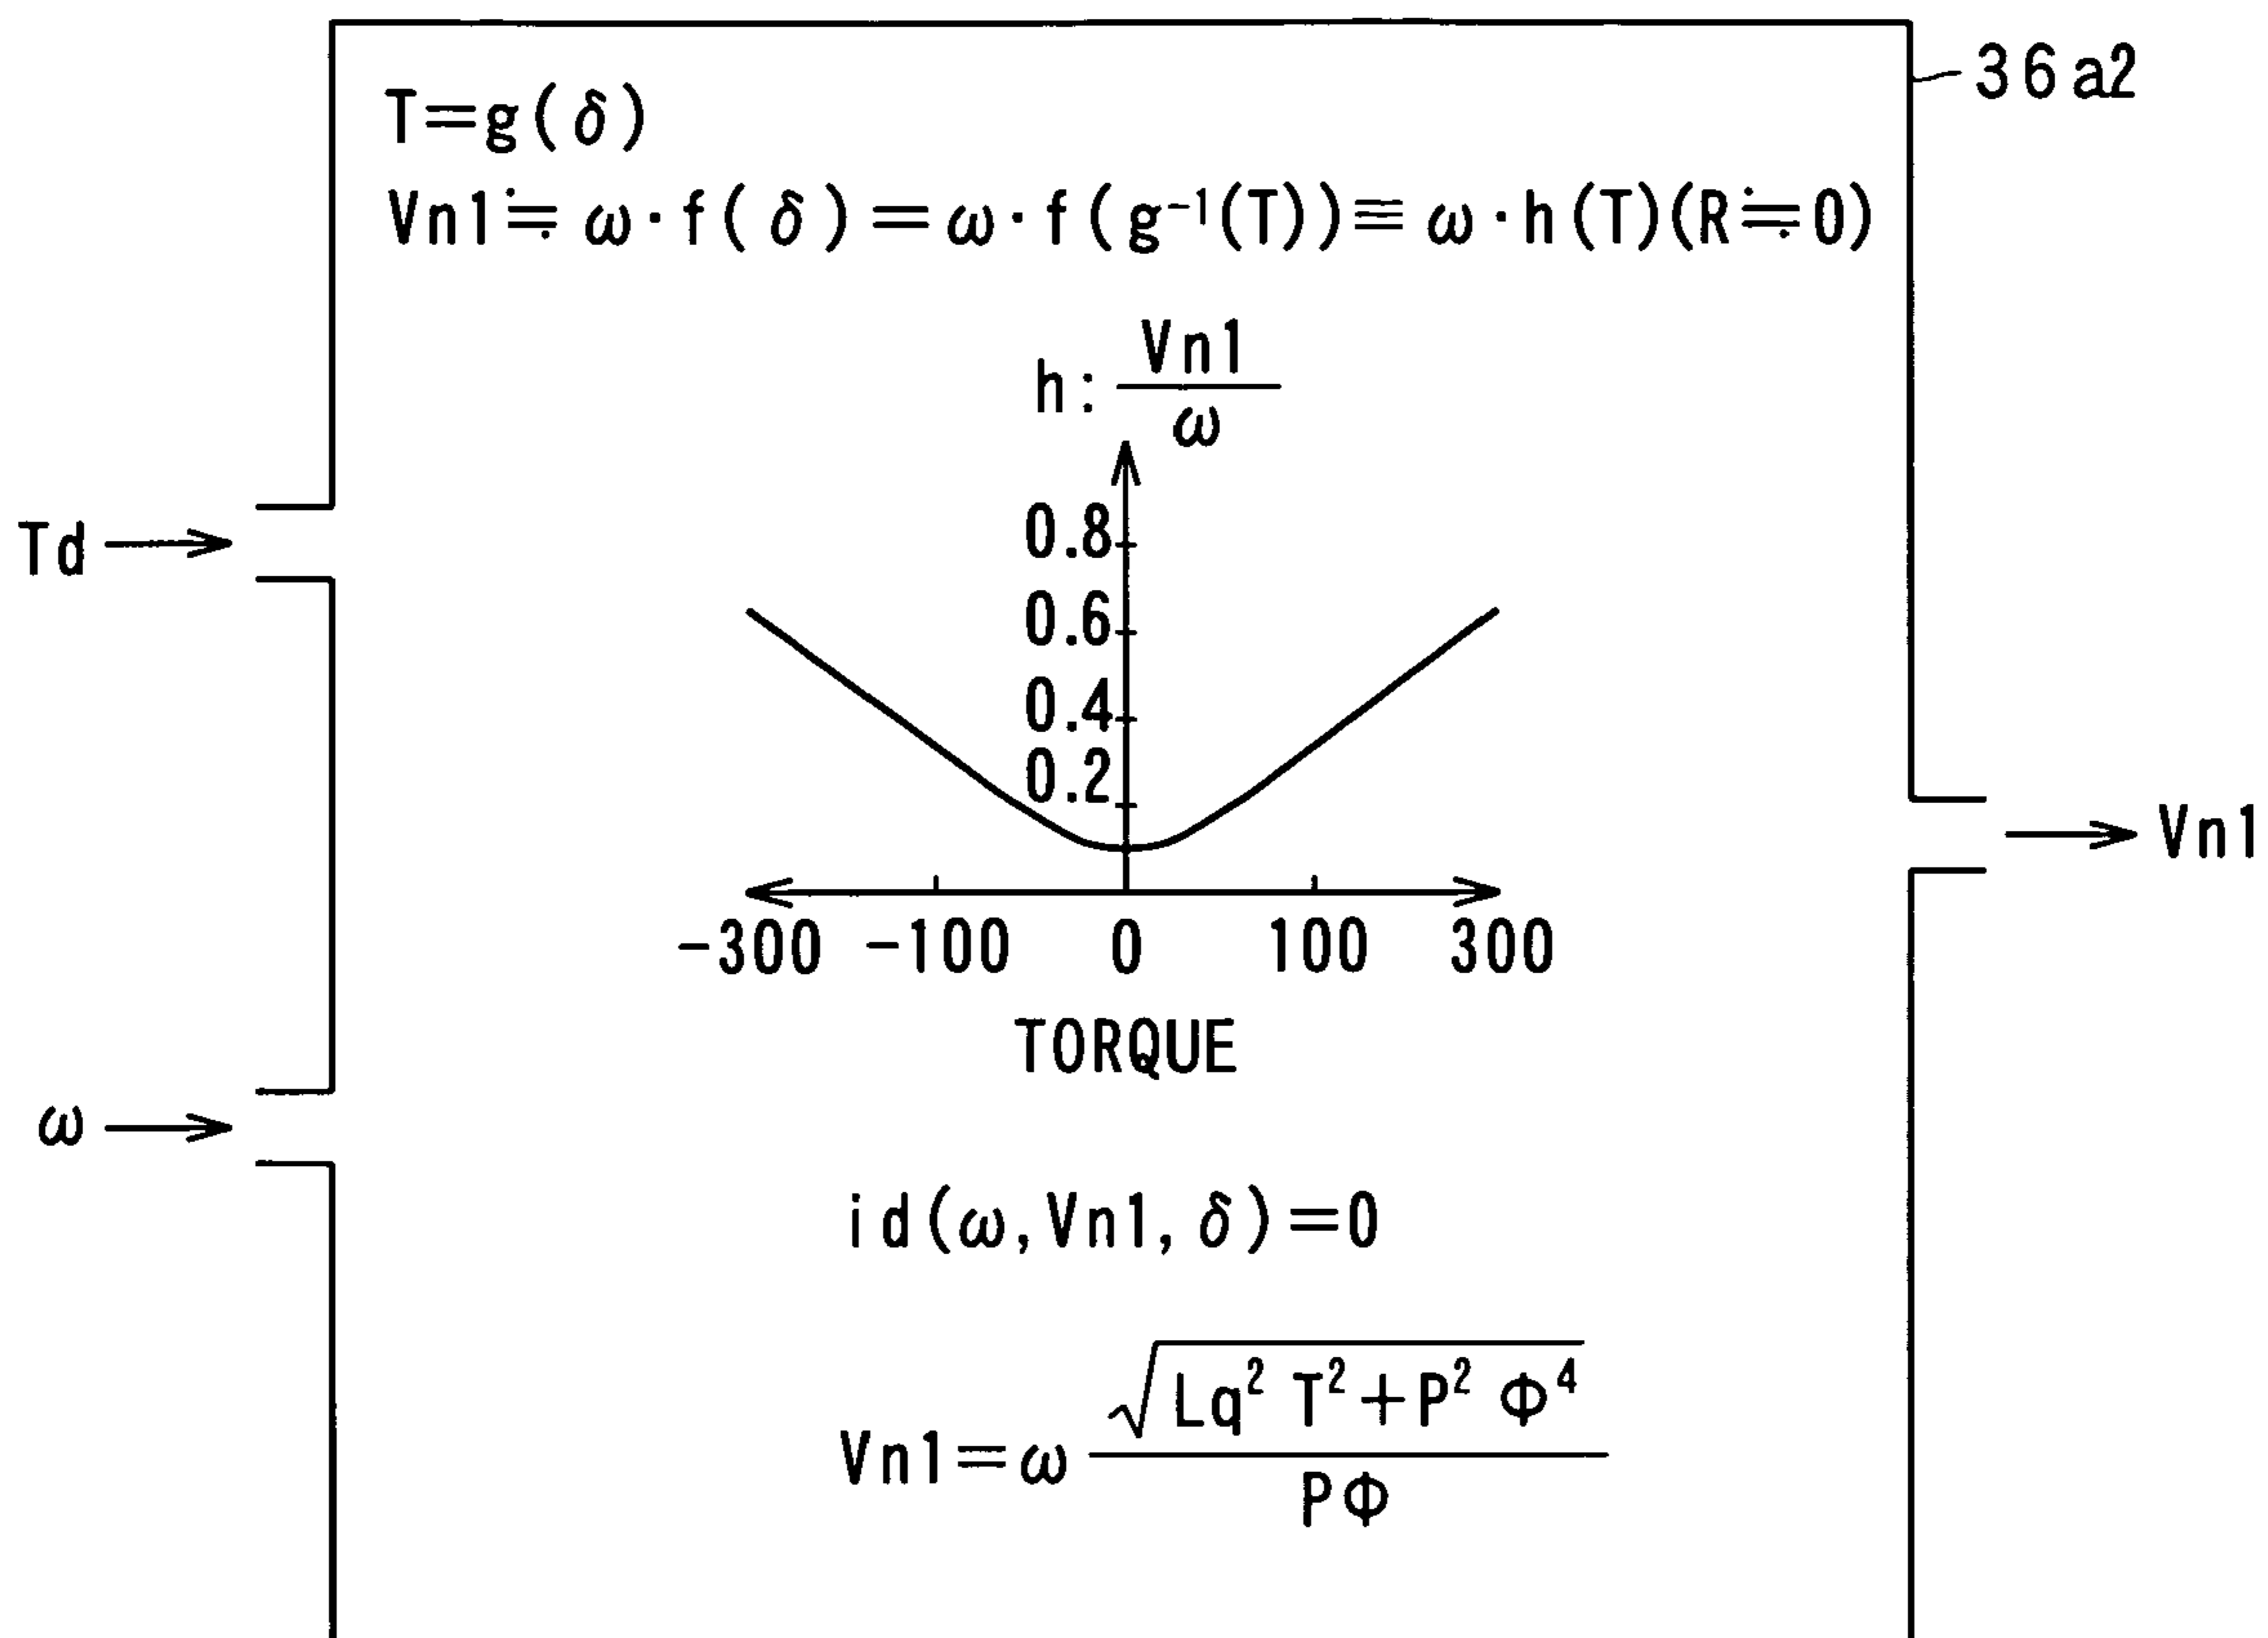 36a2
T=g(δ)
Vn1≒ω·f(δ)=ω·f(g⁻¹(T))≡ω·h(T)(R≒0)
h: Vn1/ω
0.8
0.6
0.4
0.2
-300 -100 0 100 300
TORQUE
Td
ω
Vn1
id(ω,Vn1,δ)=0
Vn1=ω √(Lq² T²+P² Φ⁴)/PΦ